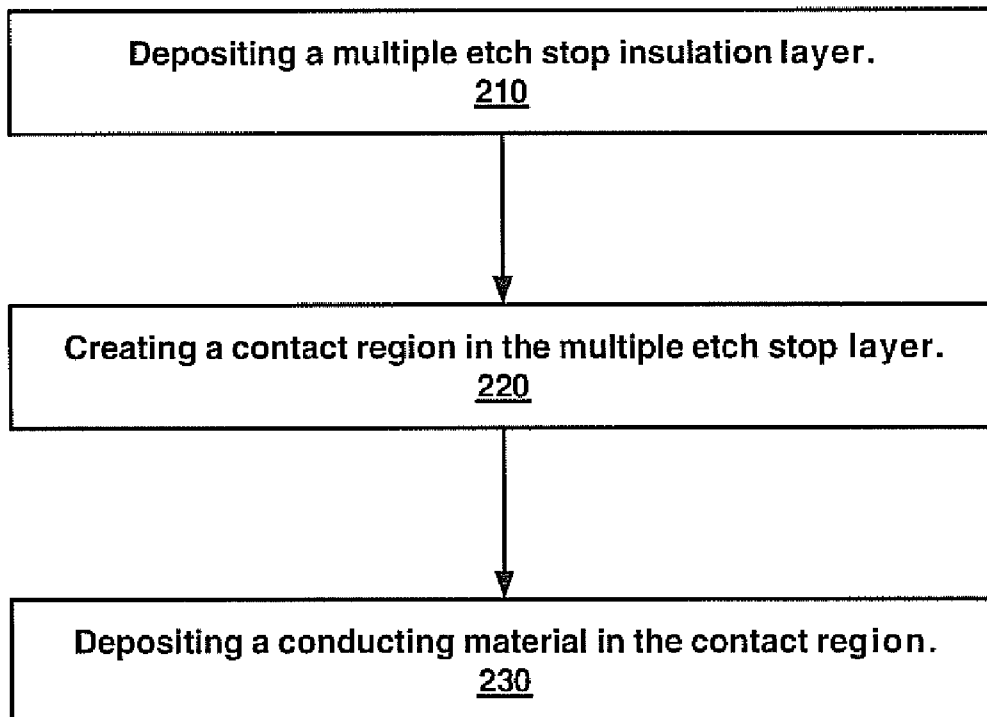 Depositing a multiple etch stop insulation layer.
210
Creating a contact region in the multiple etch stop layer.
220
Depositing a conducting material in the contact region.
230